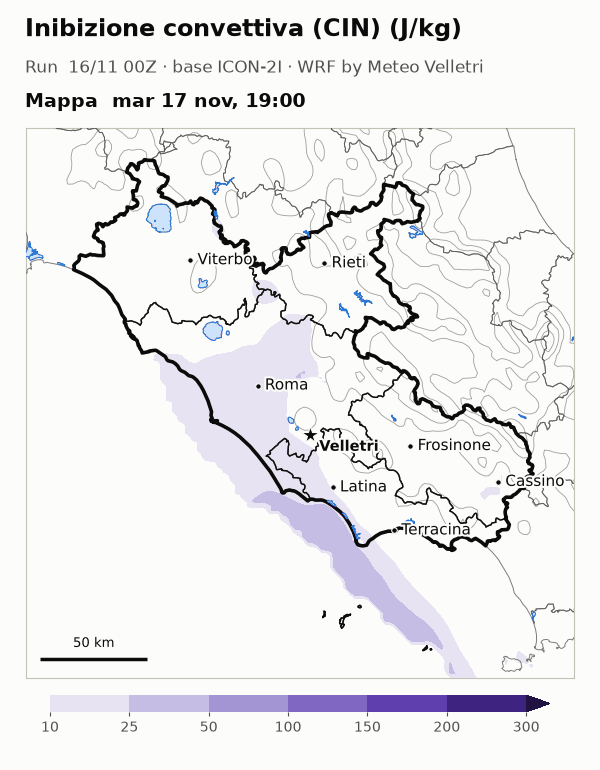 Inibizione convettiva (CIN) (J/kg)
Run  16/11 00Z · base ICON-2I · WRF by Meteo Velletri
Mappa  mar 17 nov, 19:00
Viterbo
Rieti
Roma
Velletri
Frosinone
Latina
Cassino
Terracina
50 km
10 25 50 100 150 200 300